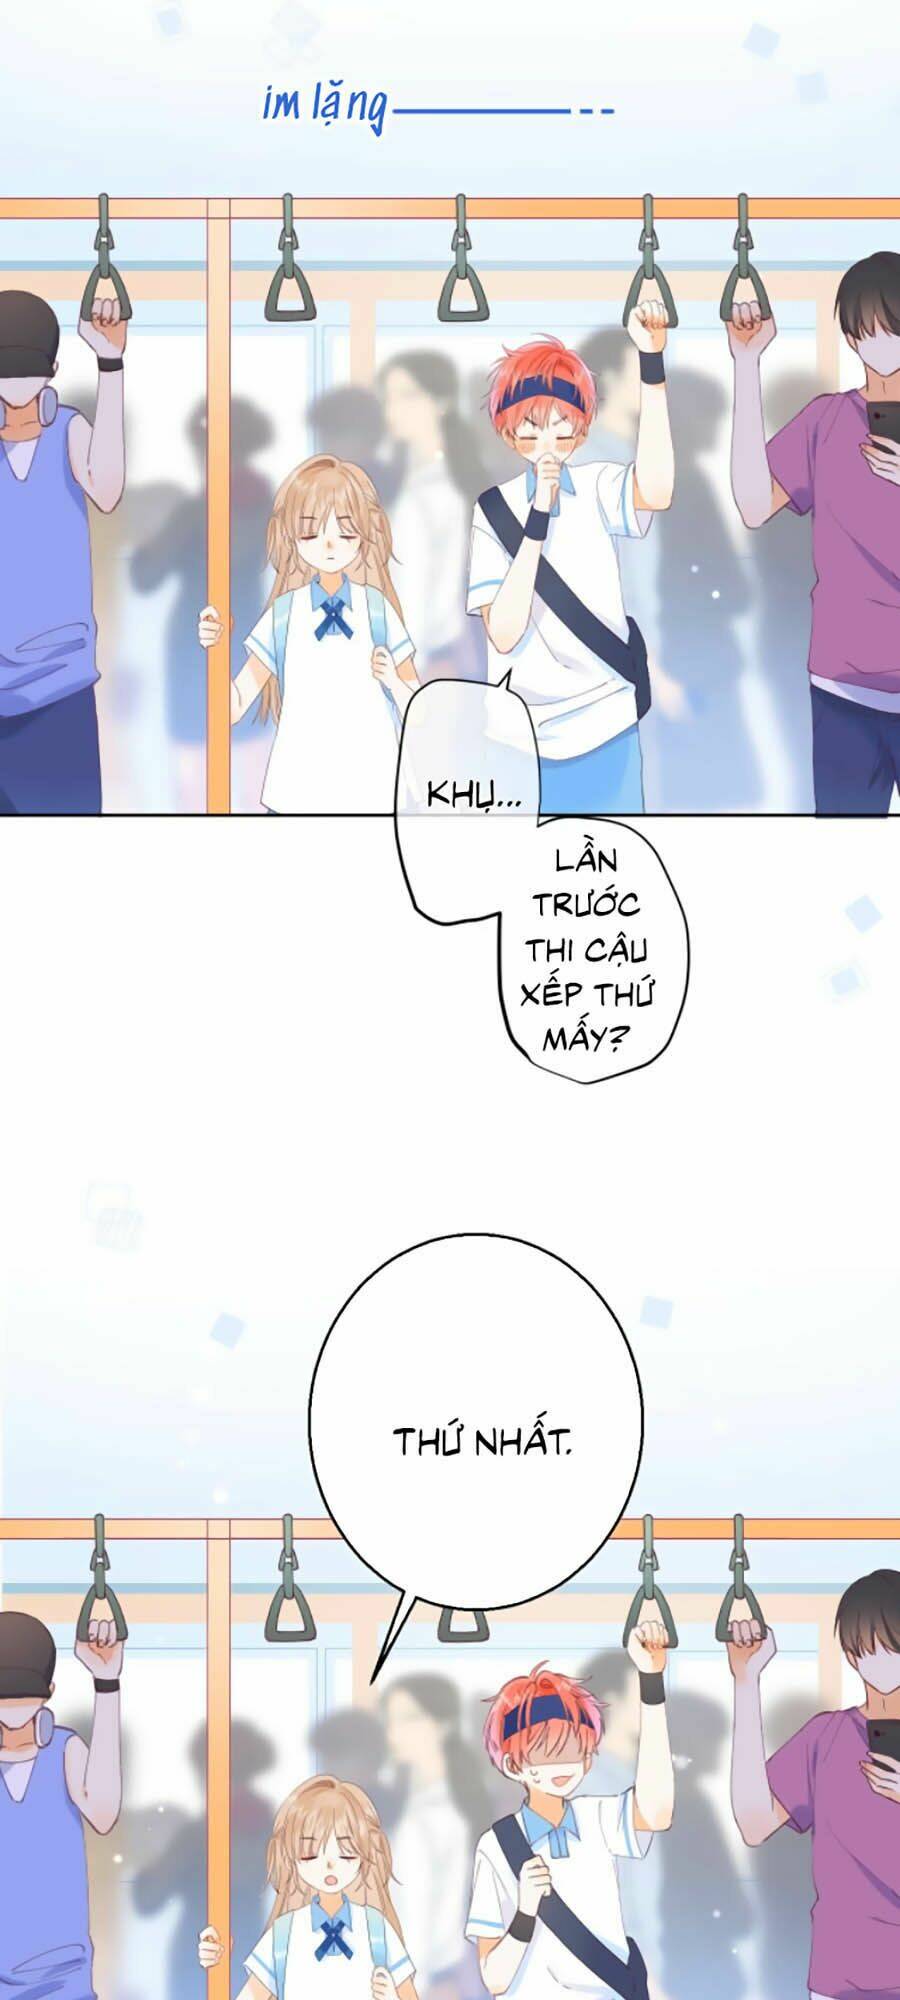 im lặng
KHỤ...
LẦN
TRƯỚC
THI CẬU
XẾP THỨ
MẤY?
THỨ NHẤT.